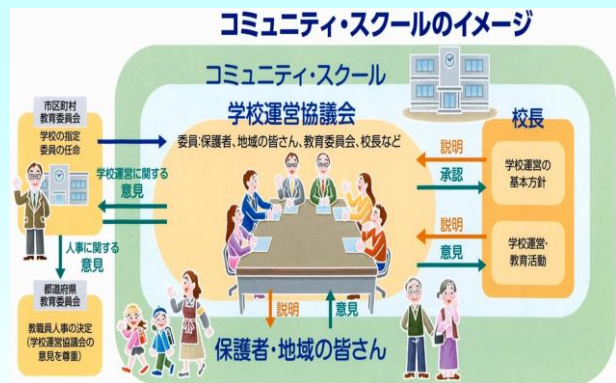 コミュニティ・スクールのイメージ
コミュニティ・スクール
学校運営協議会
委員:保護者、地域の皆さん、教育委員会、校長など
市区町村
教育委員会
学校の指定
委員の任命
学校運営に関する
意見
人事に関する
意見
都道府県
教育委員会
教職員人事の決定
(学校運営協議会の
意見を尊重)
校長
説明
承認
学校運営の
基本方針
説明
意見
学校運営・
教育活動
説明
意見
保護者・地域の皆さん